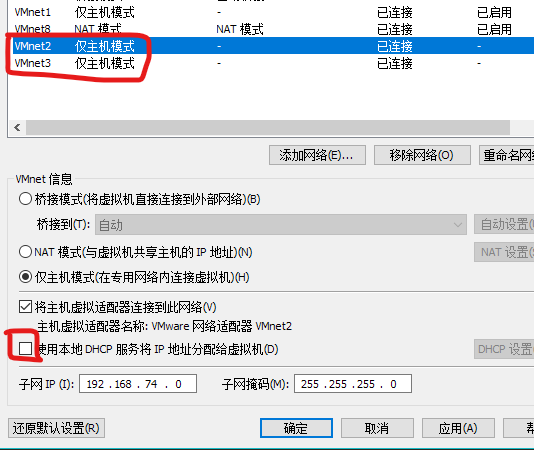 VMnet1 仅主机模式 - 已连接 已启用
VMnet8 NAT 模式 NAT 模式 已连接 已启用
VMnet2 仅主机模式 - 已连接 -
VMnet3 仅主机模式 - 已连接 -
添加网络(E)... 移除网络(O) 重命名网
VMnet 信息
桥接模式(将虚拟机直接连接到外部网络)(B)
桥接到(T): 自动 自动设置(
NAT 模式(与虚拟机共享主机的 IP 地址)(N) NAT 设置(
仅主机模式(在专用网络内连接虚拟机)(H)
将主机虚拟适配器连接到此网络(V)
主机虚拟适配器名称: VMware 网络适配器 VMnet2
使用本地 DHCP 服务将 IP 地址分配给虚拟机(D) DHCP 设置(
子网 IP (I): 192 . 168 . 74 . 0 子网掩码(M): 255 . 255 . 255 . 0
还原默认设置(R) 确定 取消 应用(A)